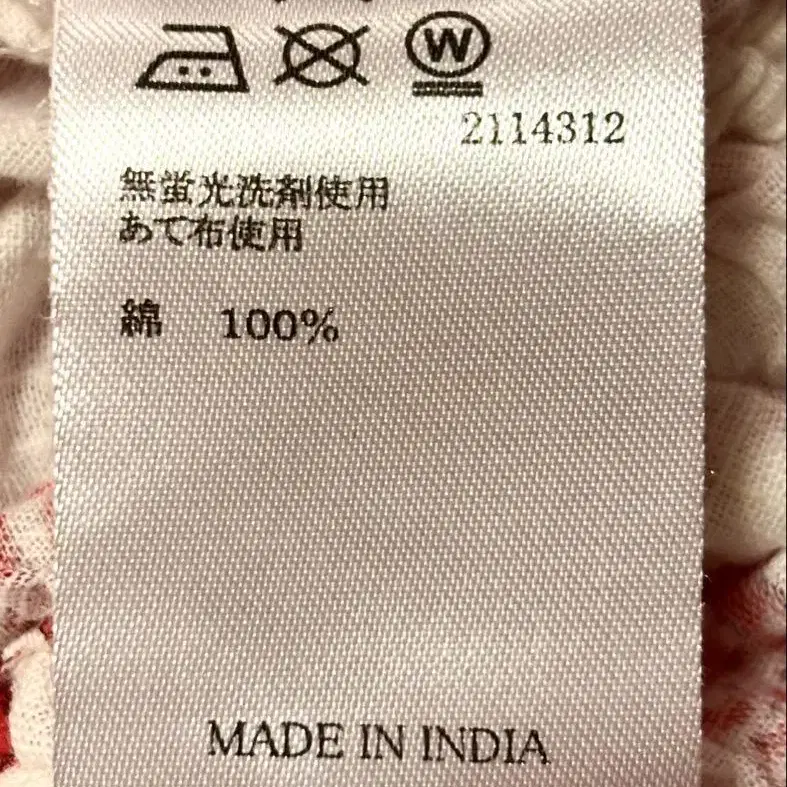 W
2114312
無蛍光洗剤使用
あて布使用
綿 100%
MADE IN INDIA